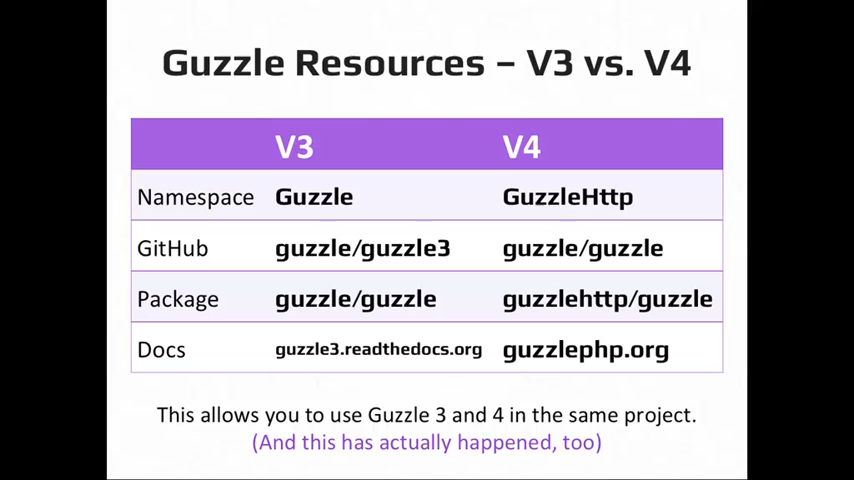 Guzzle Resources – V3 vs. V4
V3 V4
Namespace Guzzle GuzzleHttp
GitHub guzzle/guzzle3 guzzle/guzzle
Package guzzle/guzzle guzzlehttp/guzzle
Docs guzzle3.readthedocs.org guzzlephp.org
This allows you to use Guzzle 3 and 4 in the same project.
(And this has actually happened, too)